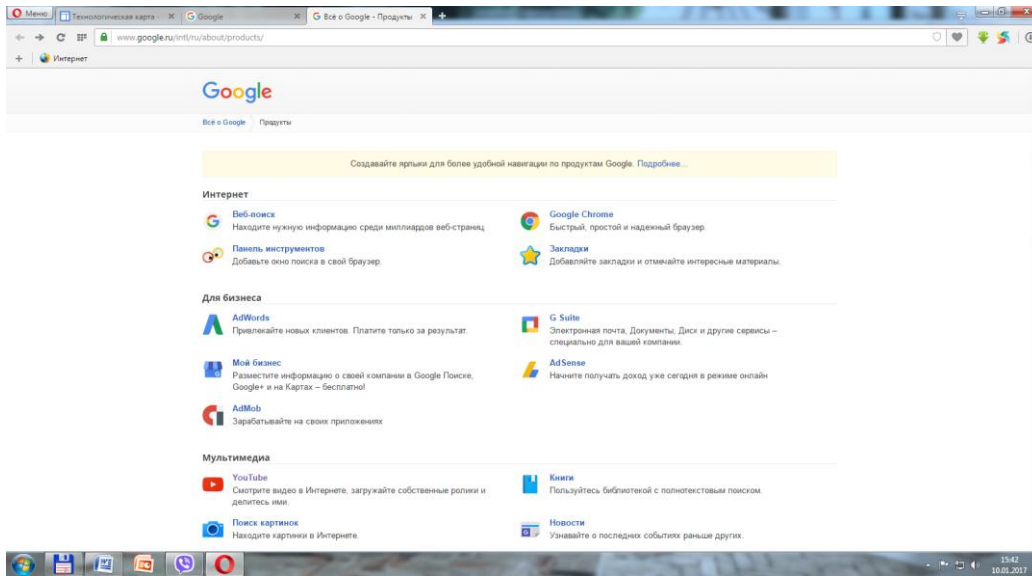 Меню
Технологическая карта -
Google
Всё о Google - Продукты
www.google.ru/intl/ru/about/products/
Интернет
Google
Всё о Google
Продукты
Создавайте ярлыки для более удобной навигации по продуктам Google. Подробнее...
Интернет
Веб-поиск
Находите нужную информацию среди миллиардов веб-страниц.
Google Chrome
Быстрый, простой и надежный браузер.
Панель инструментов
Добавьте окно поиска в свой браузер.
Закладки
Добавляйте закладки и отмечайте интересные материалы.
Для бизнеса
AdWords
Привлекайте новых клиентов. Платите только за результат.
G Suite
Электронная почта, Документы, Диск и другие сервисы –
специально для вашей компании.
Мой бизнес
Разместите информацию о своей компании в Google Поиске,
Google+ и на Картах – бесплатно!
AdSense
Начните получать доход уже сегодня в режиме онлайн
AdMob
Зарабатывайте на своих приложениях
Мультимедиа
YouTube
Смотрите видео в Интернете, загружайте собственные ролики и
делитесь ими.
Книги
Пользуйтесь библиотекой с полнотекстовым поиском.
Поиск картинок
Находите картинки в Интернете.
Новости
Узнавайте о последних событиях раньше других.
15:42
10.01.2017